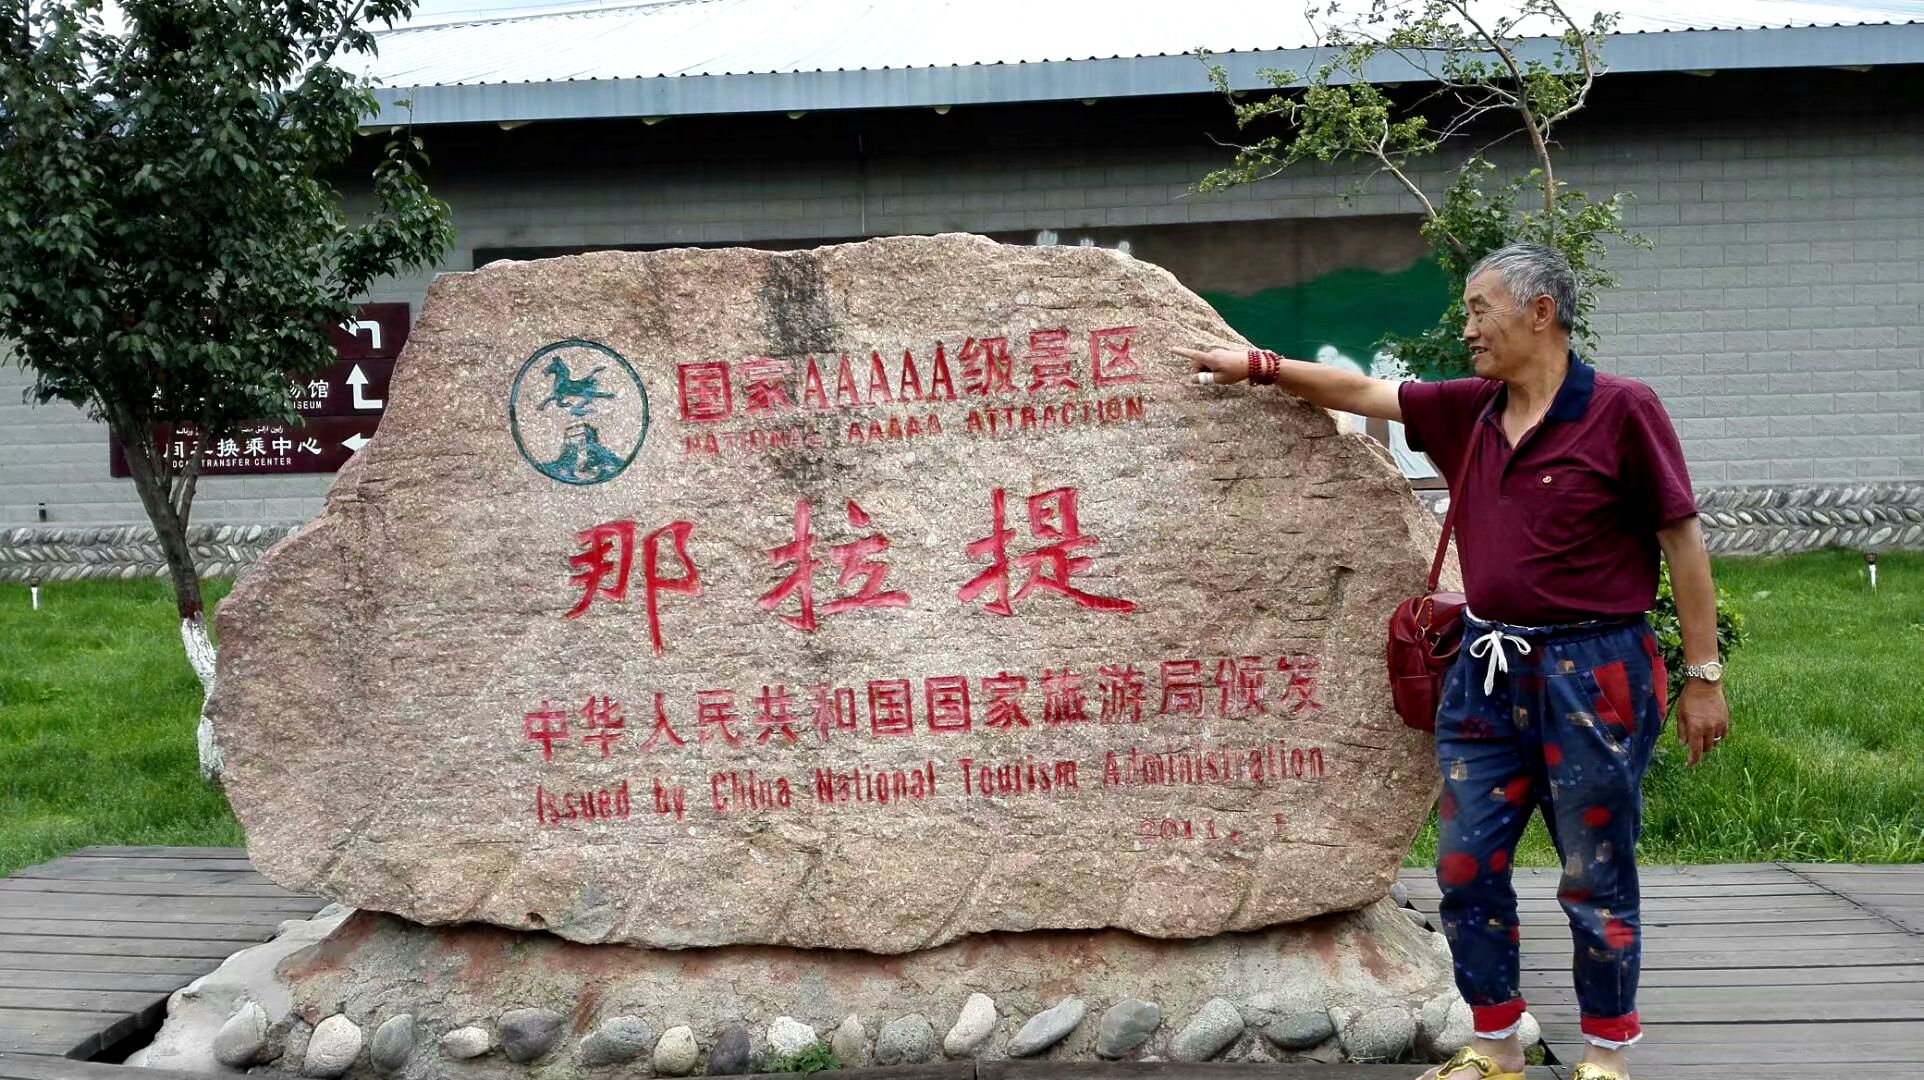 国家AAAAA级景区
NATIONAL AAAAA ATTRACTION
那拉提
中华人民共和国国家旅游局颁发
Issued by China National Tourism Administration
2011.
物馆
换乘中心
TRANSFER CENTER